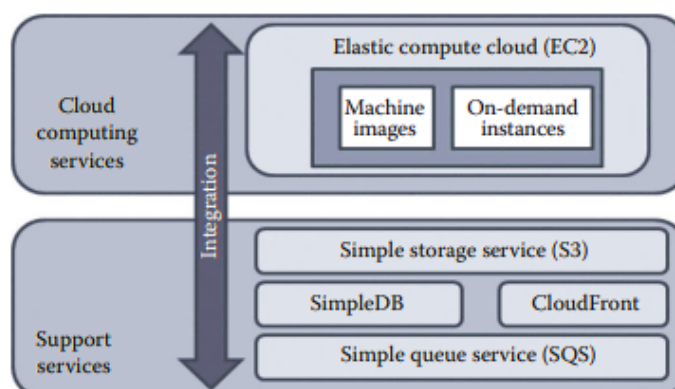 Elastic compute cloud (EC2)
Cloud
computing
services
Machine
images
On-demand
instances
Integration
Simple storage service (S3)
SimpleDB
CloudFront
Support
services
Simple queue service (SQS)